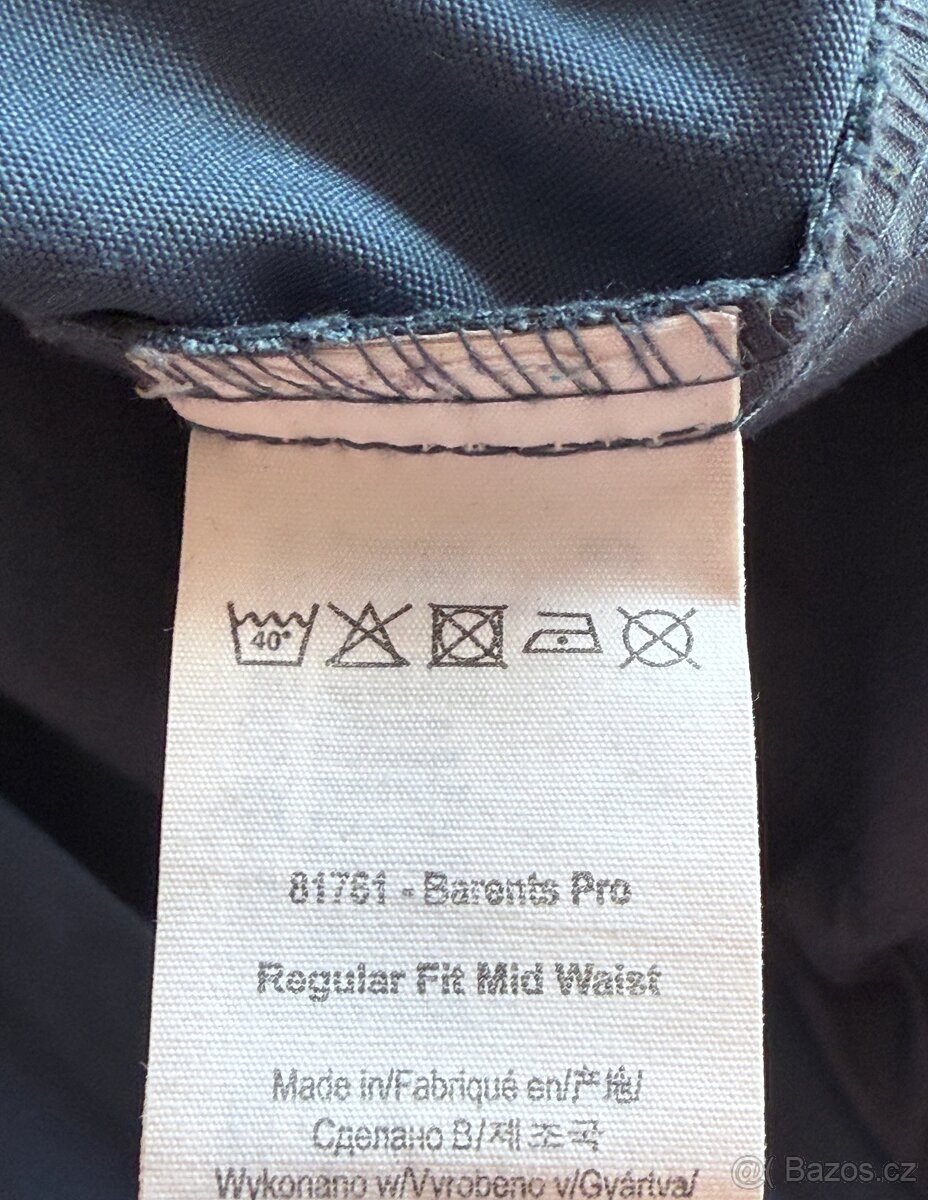 40°
81761 - Barents Pro
Regular Fit Mid Waist
Made in/Fabriqué en/产地/
Сделано В/제조국
Wykonano w/Vyrobeno v/Gyártva/
@( Bazos.cz